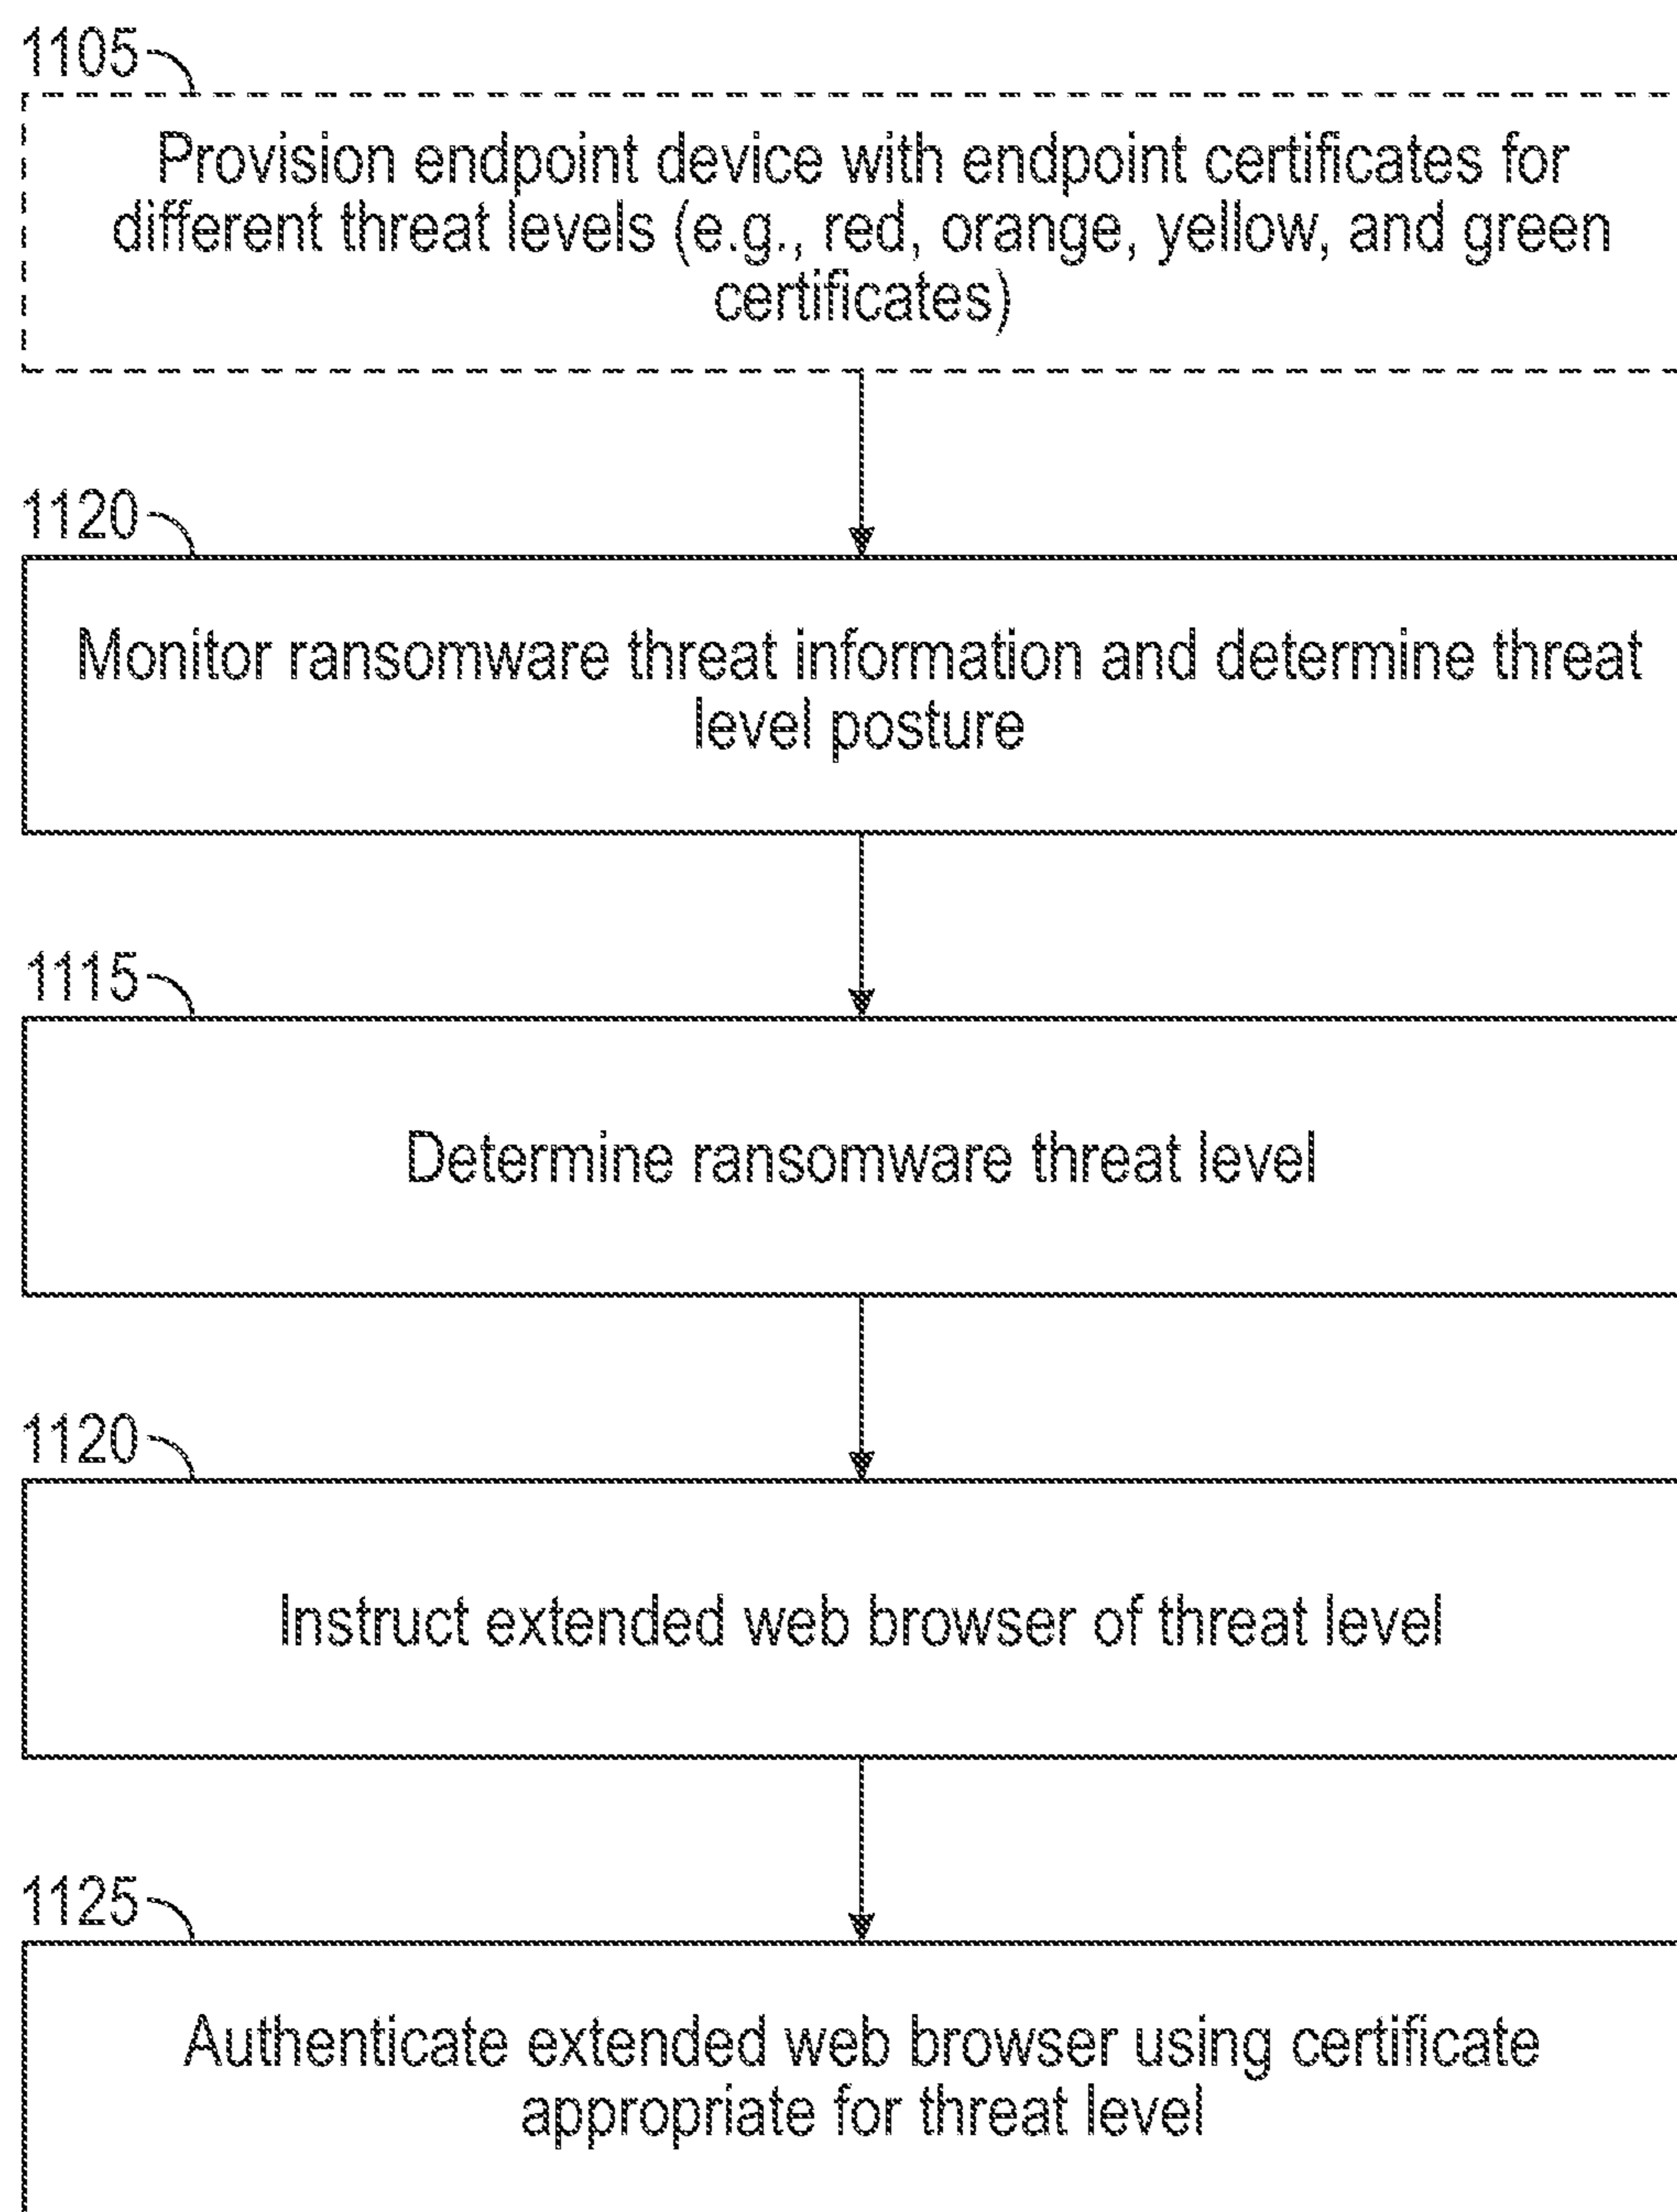 1105
Provision endpoint device with endpoint certificates for
different threat levels (e.g., red, orange, yellow, and green
certificates)
1120
Monitor ransomware threat information and determine threat
level posture
1115
Determine ransomware threat level
1120
Instruct extended web browser of threat level
1125
Authenticate extended web browser using certificate
appropriate for threat level